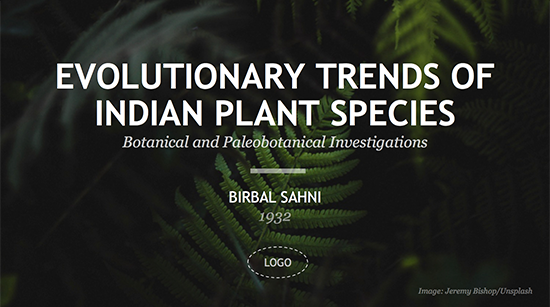 EVOLUTIONARY TRENDS OF
INDIAN PLANT SPECIES
Botanical and Paleobotanical Investigations
BIRBAL SAHNI
1932
LOGO
Image: Jeremy Bishop/Unsplash